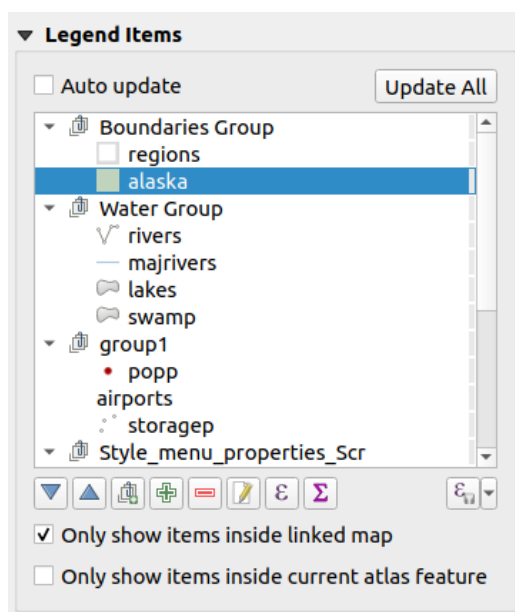 Legend Items
Auto update
Update All
Boundaries Group
regions
alaska
Water Group
rivers
majrivers
lakes
swamp
group1
popp
airports
storagep
Style_menu_properties_Scr
ε Σ ε
Only show items inside linked map
Only show items inside current atlas feature